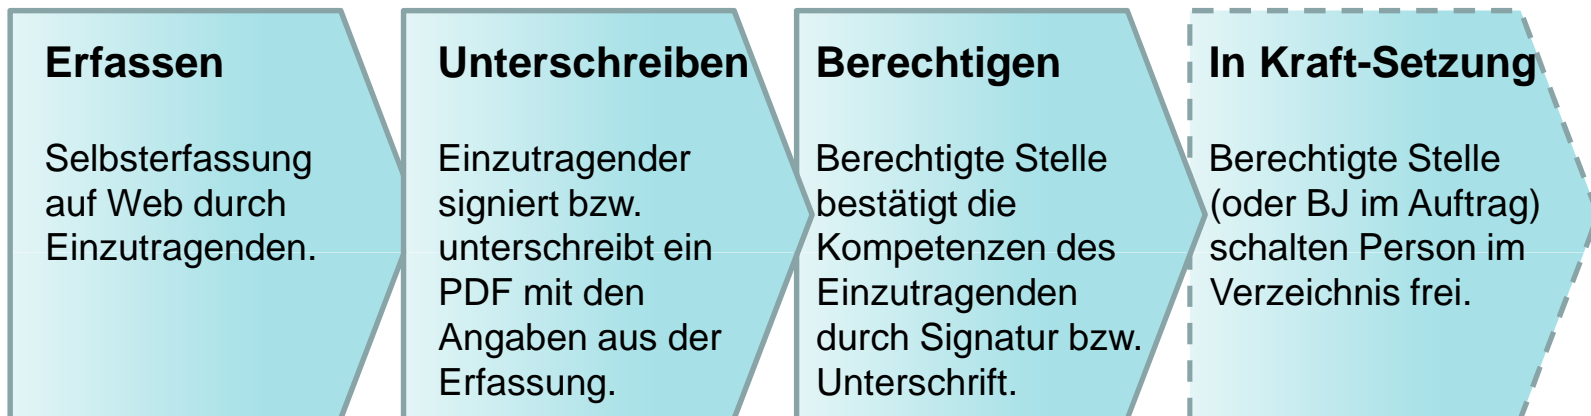 Erfassen
Selbsterfassung
auf Web durch
Einzutragenden.
Unterschreiben
Einzutragender
signiert bzw.
unterschreibt ein
PDF mit den
Angaben aus der
Erfassung.
Berechtigen
Berechtigte Stelle
bestätigt die
Kompetenzen des
Einzutragenden
durch Signatur bzw.
Unterschrift.
In Kraft-Setzung
Berechtigte Stelle
(oder BJ im Auftrag)
schalten Person im
Verzeichnis frei.